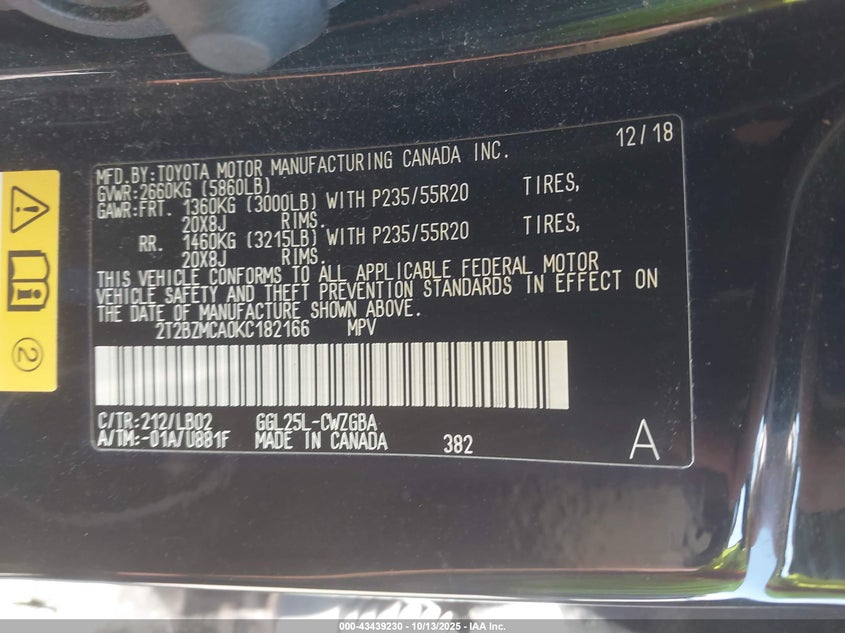 12/18
MFD.BY:TOYOTA MOTOR MANUFACTURING CANADA INC.
GVWR:2660KG (5860LB)
GAWR:FRT. 1360KG (3000LB) WITH P235/55R20 TIRES,
20X8J RIMS.
RR. 1460KG (3215LB) WITH P235/55R20 TIRES,
20X8J RIMS.
THIS VEHICLE CONFORMS TO ALL APPLICABLE FEDERAL MOTOR
VEHICLE SAFETY AND THEFT PREVENTION STANDARDS IN EFFECT ON
THE DATE OF MANUFACTURE SHOWN ABOVE.
2T2BZMCA0KC182166 MPV
C/TR:212/LB02 GGL25L-CWZGBA
A/TM:-01A/U881F MADE IN CANADA 382
A
2
000-43439230 - 10/13/2025 - IAA Inc.